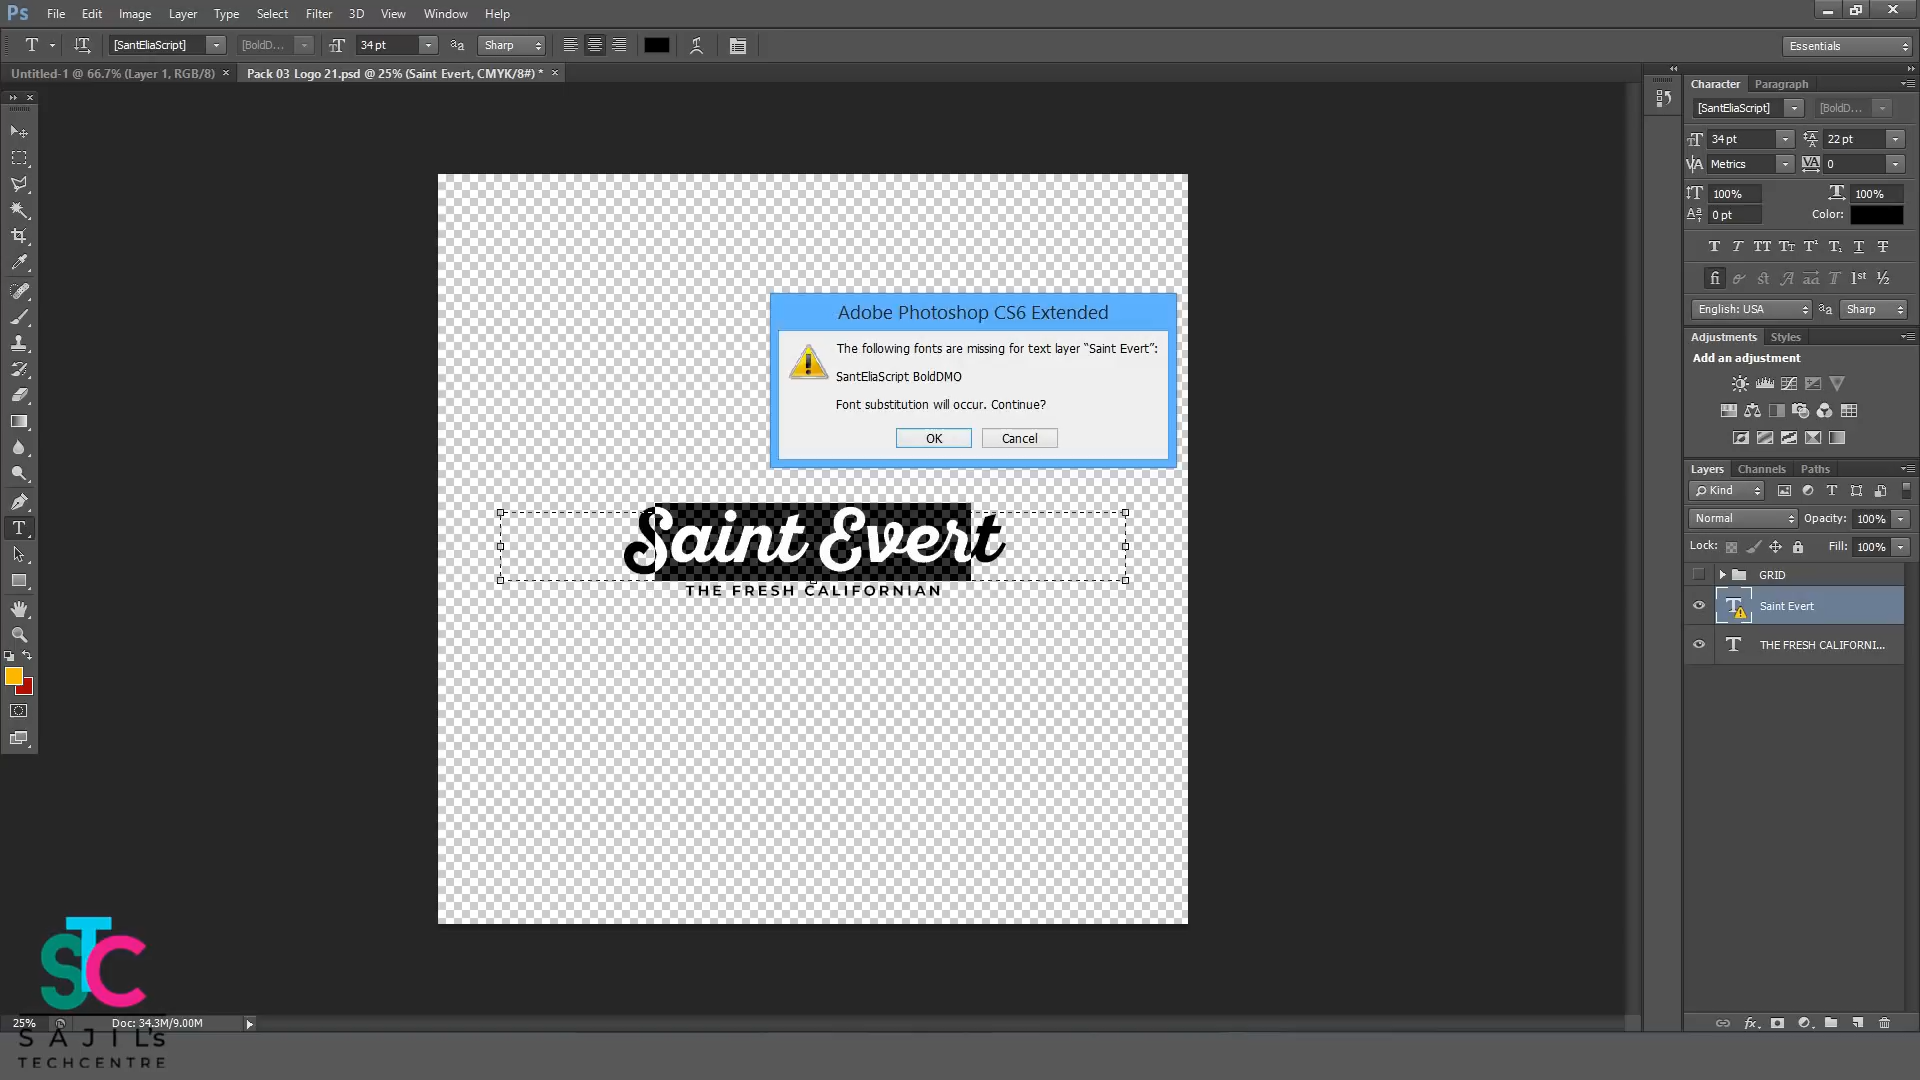 Ps File Edit Image Layer Type Select Filter 3D View Window Help
T [SantEliaScript] [BoldD... 34 pt Sharp Essentials
Untitled-1 @ 66.7% (Layer 1, RGB/8) × Pack 03 Logo 21.psd @ 25% (Saint Evert, CMYK/8#) * ×
Character Paragraph
[SantEliaScript] [BoldD...
34 pt 22 pt
Metrics 0
100% 100%
0 pt Color:
English: USA Sharp
Adjustments Styles
Add an adjustment
Adobe Photoshop CS6 Extended
The following fonts are missing for text layer “Saint Evert”:
SantEliaScript BoldDMO
Font substitution will occur. Continue?
OK Cancel
Saint Evert
THE FRESH CALIFORNIAN
Layers Channels Paths
Kind
Normal Opacity: 100%
Lock: Fill: 100%
GRID
Saint Evert
THE FRESH CALIFORNI...
STC
25% Doc: 34.3M/9.00M
SAJIL's
TECHCENTRE